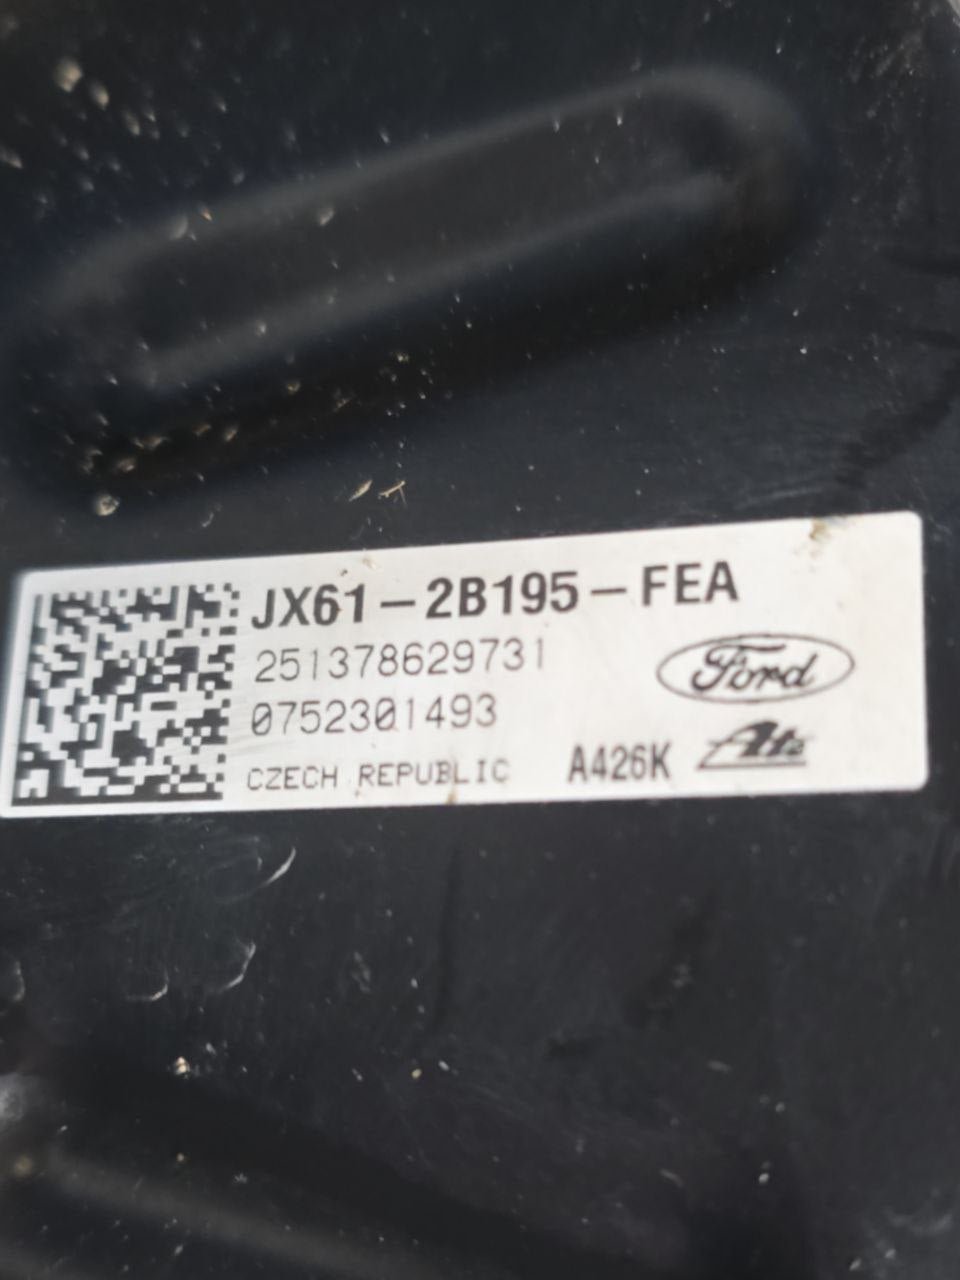 JX61-2B195-FEA
251378629731
0752301493
Ford
CZECH REPUBLIC A426K Ate